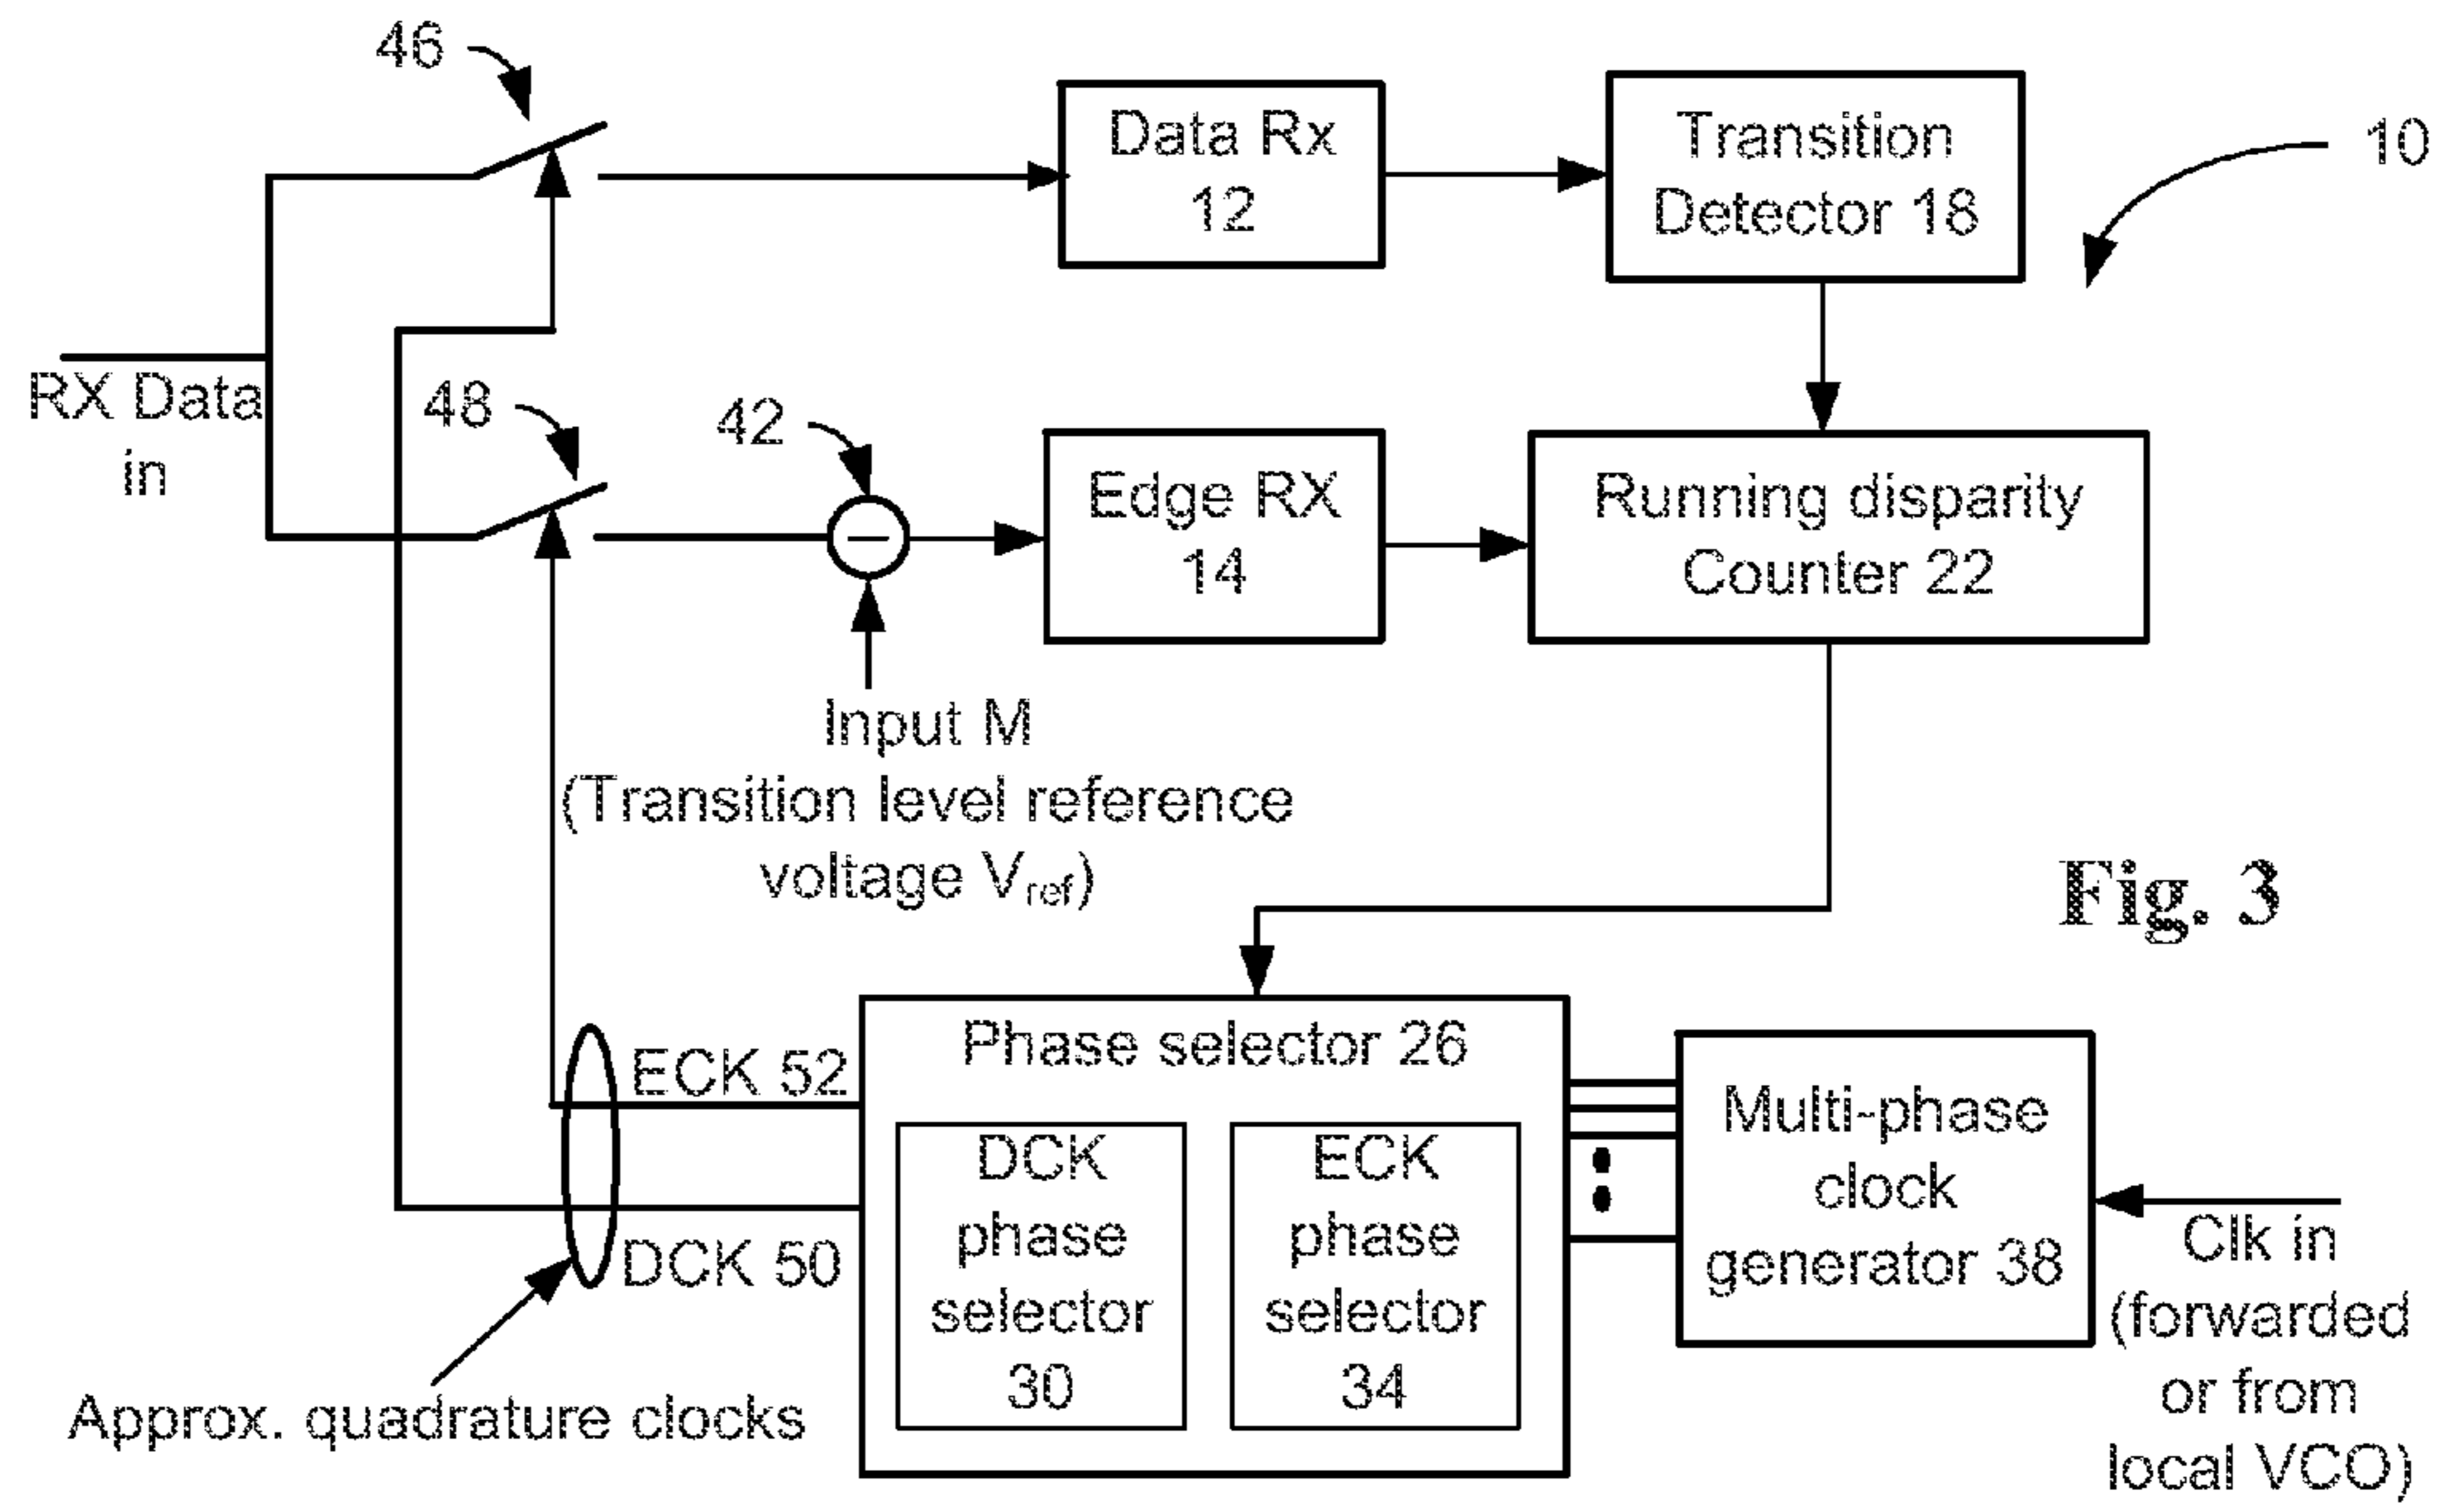 46
Data Rx
12
Transition
Detector 18
10
RX Data
in
48
42
Edge RX
14
Running disparity
Counter 22
Input M
(Transition level reference
voltage Vref)
Fig. 3
ECK 52
DCK 50
Approx. quadrature clocks
Phase selector 26
DCK
phase
selector
30
ECK
phase
selector
34
Multi-phase
clock
generator 38
Clk in
(forwarded
or from
local VCO)